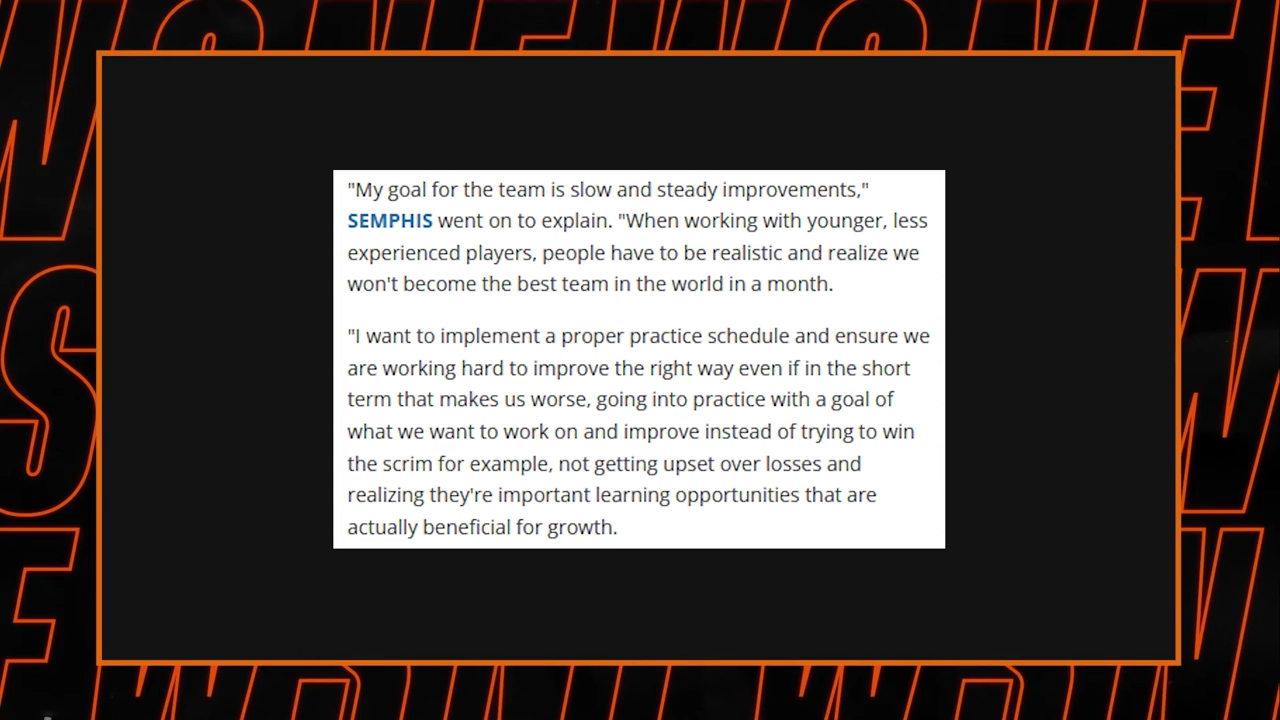 "My goal for the team is slow and steady improvements,"
SEMPHIS went on to explain. "When working with younger, less
experienced players, people have to be realistic and realize we
won't become the best team in the world in a month.
"I want to implement a proper practice schedule and ensure we
are working hard to improve the right way even if in the short
term that makes us worse, going into practice with a goal of
what we want to work on and improve instead of trying to win
the scrim for example, not getting upset over losses and
realizing they're important learning opportunities that are
actually beneficial for growth.